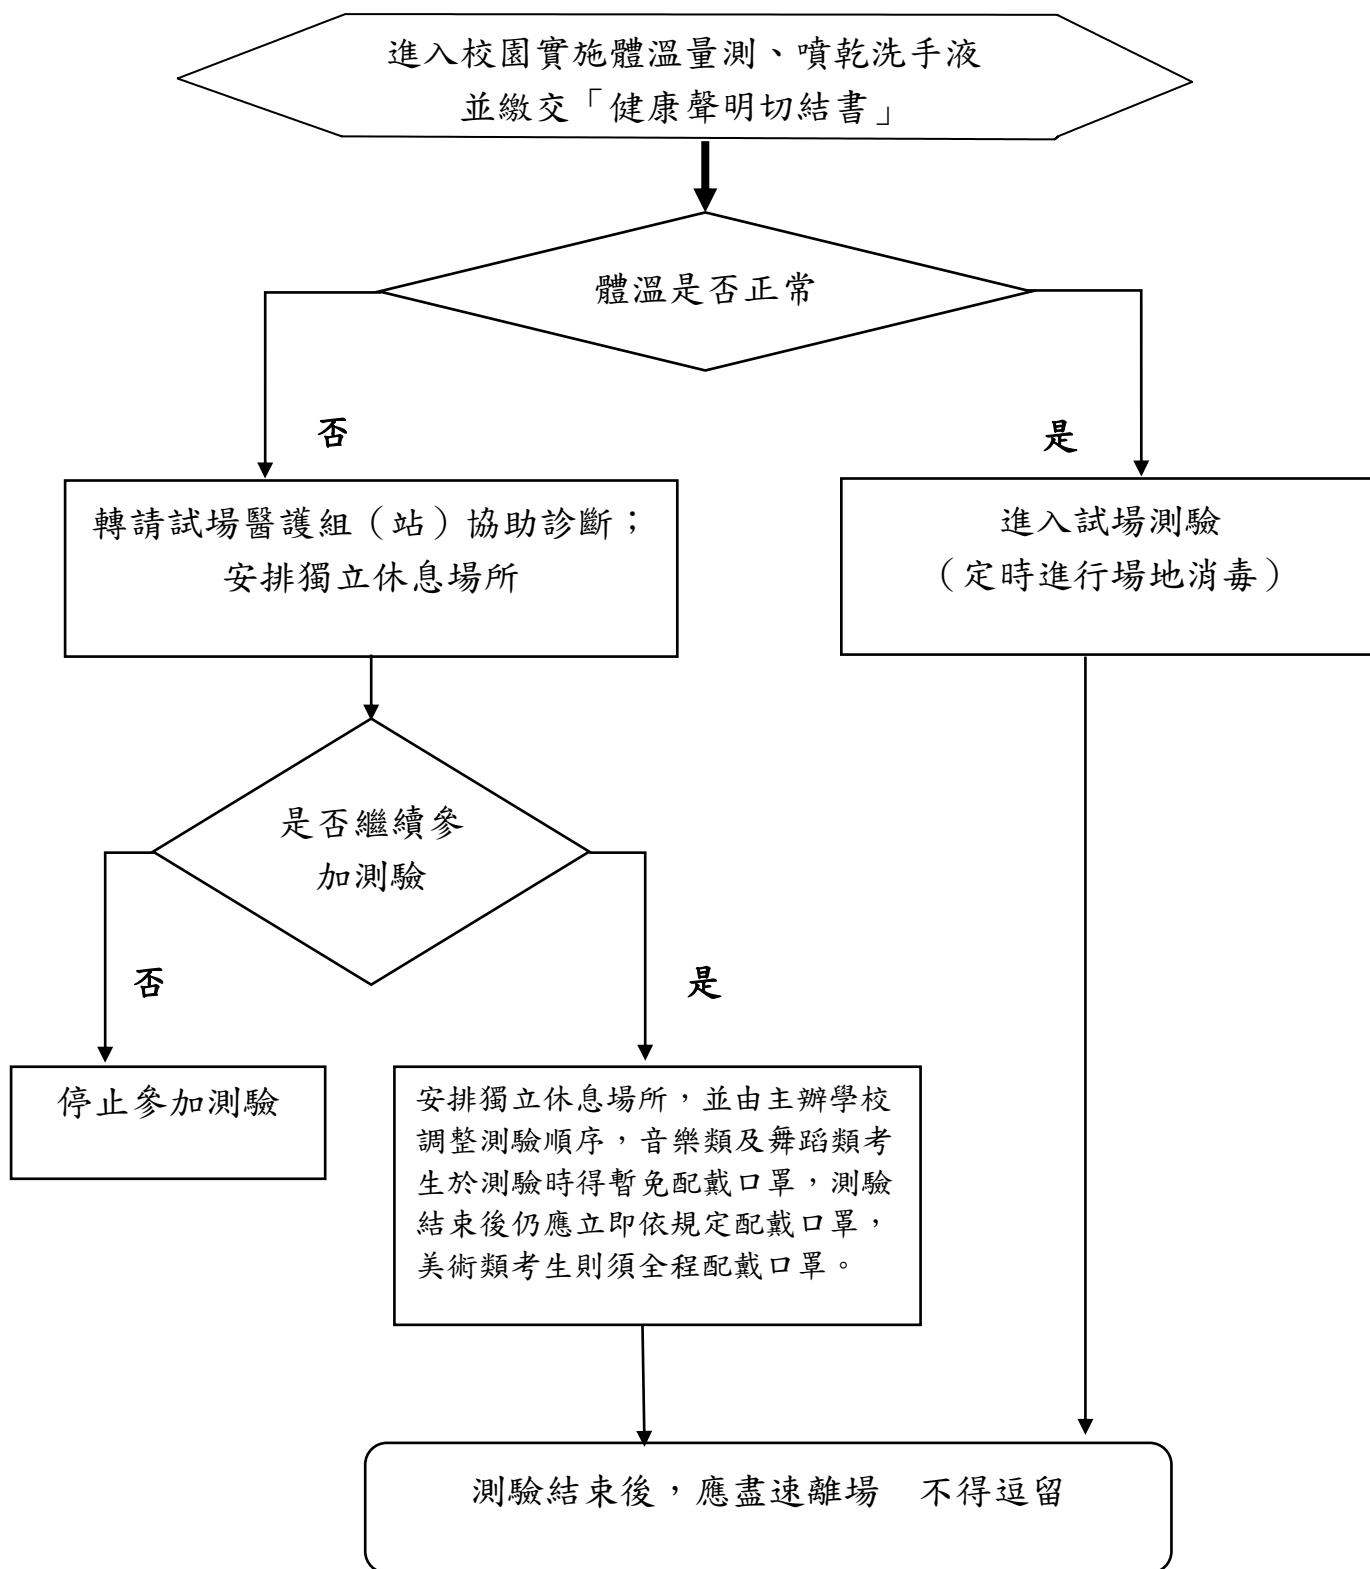 進入校園實施體溫量測、噴乾洗手液
並繳交「健康聲明切結書」
體溫是否正常
否
是
轉請試場醫護組（站）協助診斷；
安排獨立休息場所
進入試場測驗
（定時進行場地消毒）
是否繼續參
加測驗
否
是
停止參加測驗
安排獨立休息場所，並由主辦學校
調整測驗順序，音樂類及舞蹈類考
生於測驗時得暫免配戴口罩，測驗
結束後仍應立即依規定配戴口罩，
美術類考生則須全程配戴口罩。
測驗結束後，應盡速離場　不得逗留